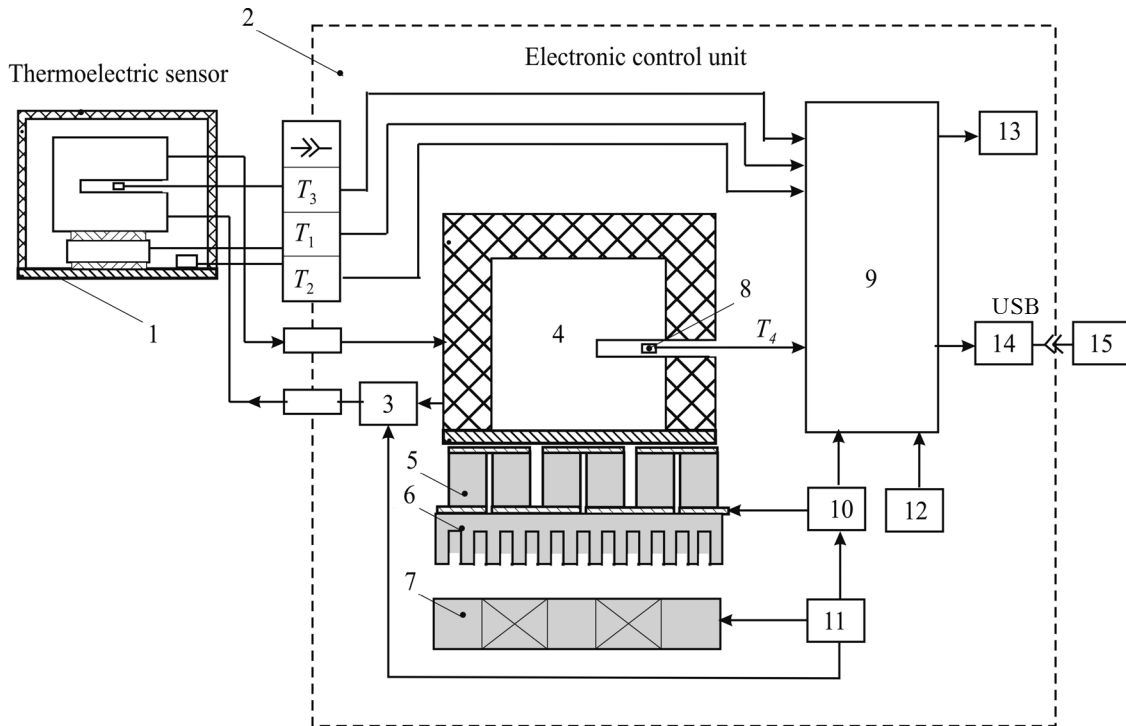 2
Electronic control unit
Thermoelectric sensor
13
T₃
T₁
T₂
9
8
4
T₄
USB
1
14
15
3
5
6
10
12
7
11